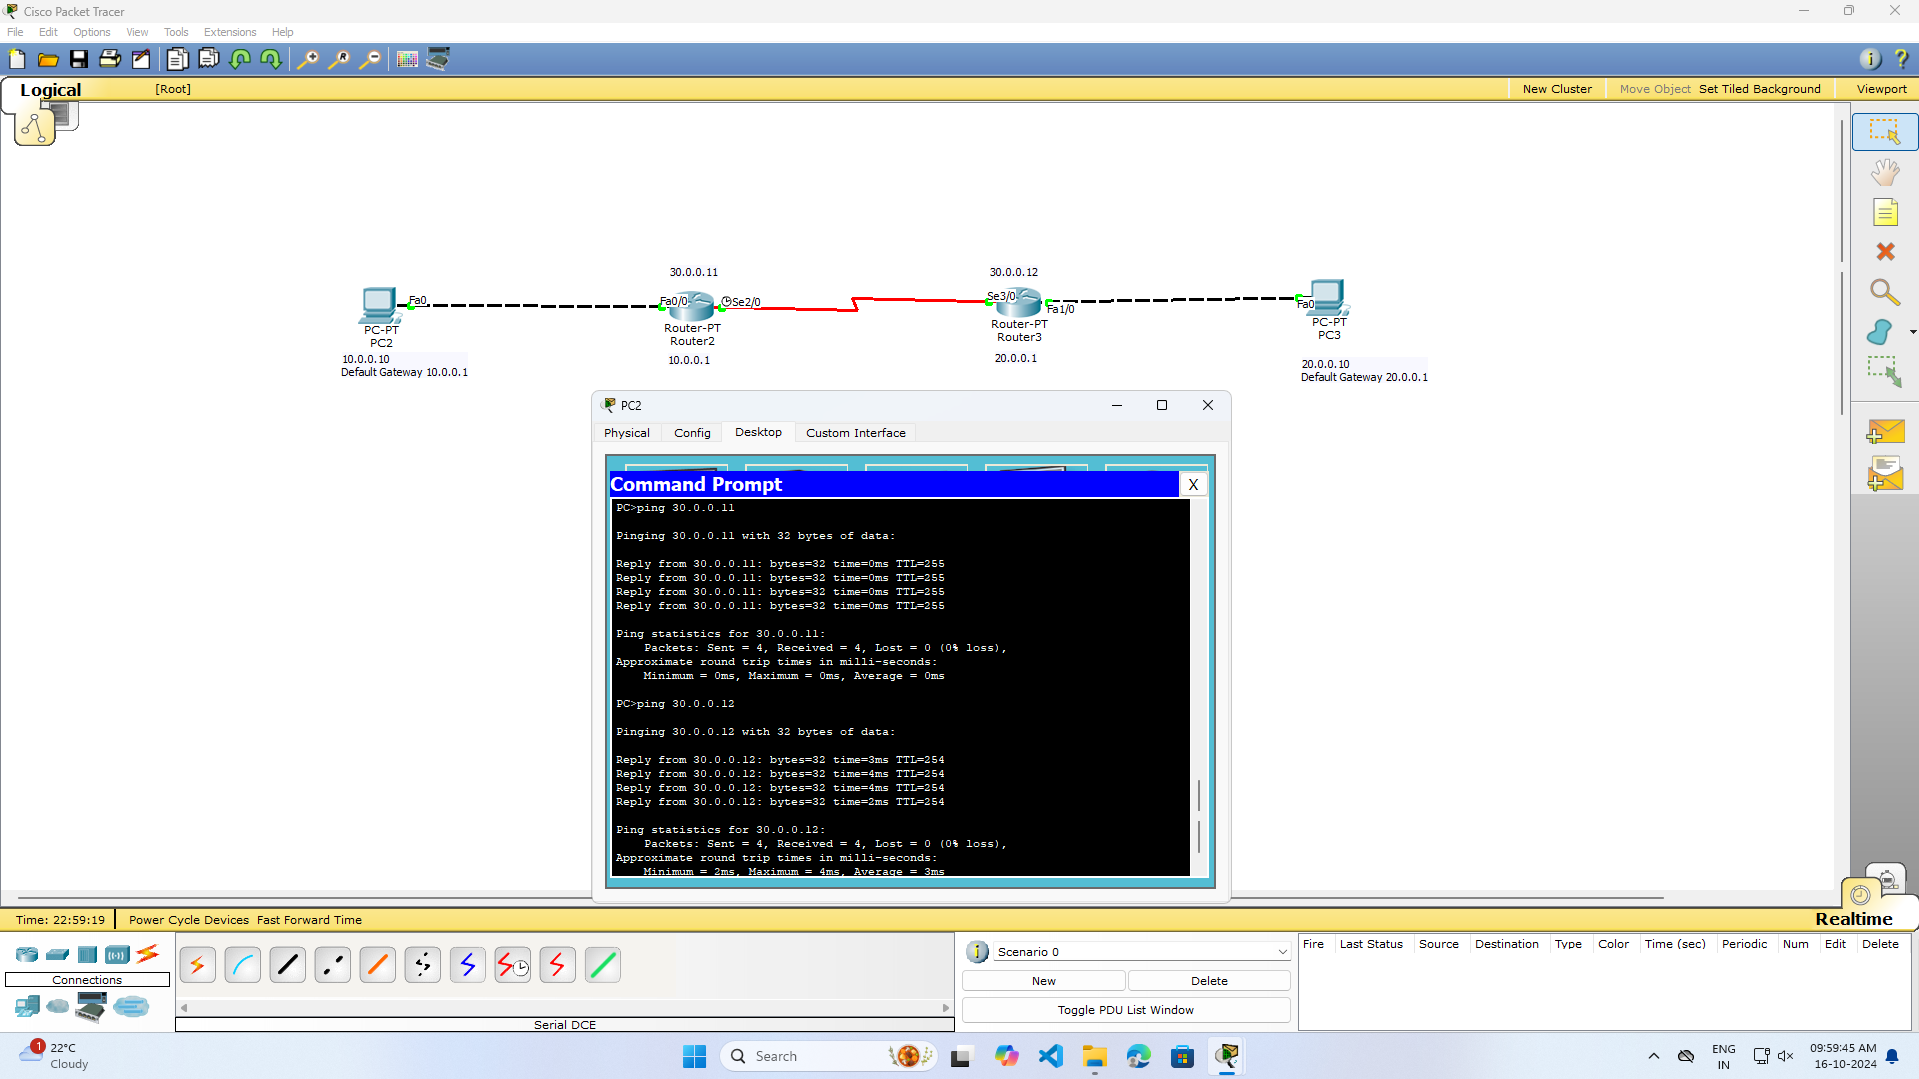 Cisco Packet Tracer
File Edit Options View Tools Extensions Help
Logical [Root] New Cluster Move Object Set Tiled Background Viewport
30.0.0.11
30.0.0.12
Fa0
Fa0/0
Se2/0
Se3/0
Fa1/0
Fa0
PC-PT
PC2
10.0.0.10
Default Gateway 10.0.0.1
Router-PT
Router2
10.0.0.1
Router-PT
Router3
20.0.0.1
PC-PT
PC3
20.0.0.10
Default Gateway 20.0.0.1
PC2
Physical Config Desktop Custom Interface
Command Prompt X
PC>ping 30.0.0.11
Pinging 30.0.0.11 with 32 bytes of data:
Reply from 30.0.0.11: bytes=32 time=0ms TTL=255
Reply from 30.0.0.11: bytes=32 time=0ms TTL=255
Reply from 30.0.0.11: bytes=32 time=0ms TTL=255
Reply from 30.0.0.11: bytes=32 time=0ms TTL=255
Ping statistics for 30.0.0.11:
Packets: Sent = 4, Received = 4, Lost = 0 (0% loss),
Approximate round trip times in milli-seconds:
Minimum = 0ms, Maximum = 0ms, Average = 0ms
PC>ping 30.0.0.12
Pinging 30.0.0.12 with 32 bytes of data:
Reply from 30.0.0.12: bytes=32 time=3ms TTL=254
Reply from 30.0.0.12: bytes=32 time=4ms TTL=254
Reply from 30.0.0.12: bytes=32 time=4ms TTL=254
Reply from 30.0.0.12: bytes=32 time=2ms TTL=254
Ping statistics for 30.0.0.12:
Packets: Sent = 4, Received = 4, Lost = 0 (0% loss),
Approximate round trip times in milli-seconds:
Minimum = 2ms, Maximum = 4ms, Average = 3ms
Time: 22:59:19 Power Cycle Devices Fast Forward Time Realtime
Connections
Serial DCE
Scenario 0
New Delete
Toggle PDU List Window
Fire Last Status Source Destination Type Color Time (sec) Periodic Num Edit Delete
1
22°C
Cloudy
Search
ENG
IN
09:59:45 AM
16-10-2024